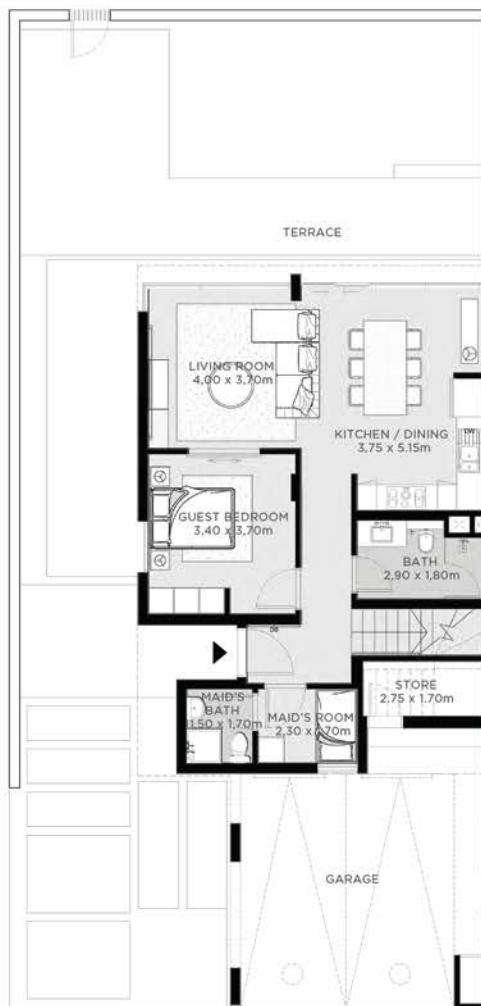 TERRACE
LIVING ROOM
4,00 x 3,70m
KITCHEN / DINING
3,75 x 5.15m
DW
GUEST BEDROOM
3,40 x 3,70m
BATH
2,90 x 1,80m
DB
STORE
2.75 x 1.70m
MAID'S
BATH
1.50 x 1,70m
MAID'S ROOM
2.30 x 1.70m
GARAGE